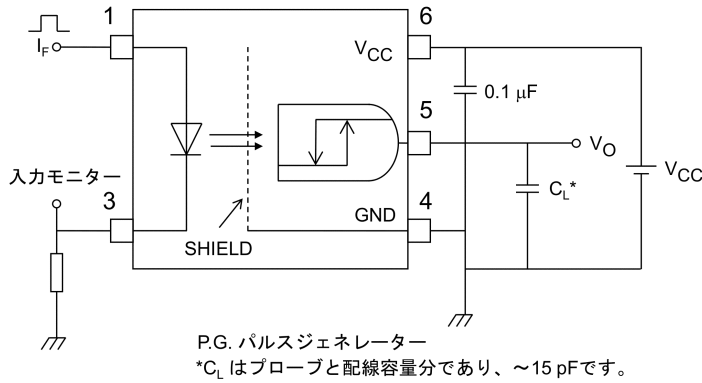 1
6
I_F
V_CC
0.1 μF
5
V_O
入力モニター
V_CC
C_L*
3
4
GND
SHIELD
P.G. パルスジェネレーター
*C_L はプローブと配線容量分であり、~15 pFです。